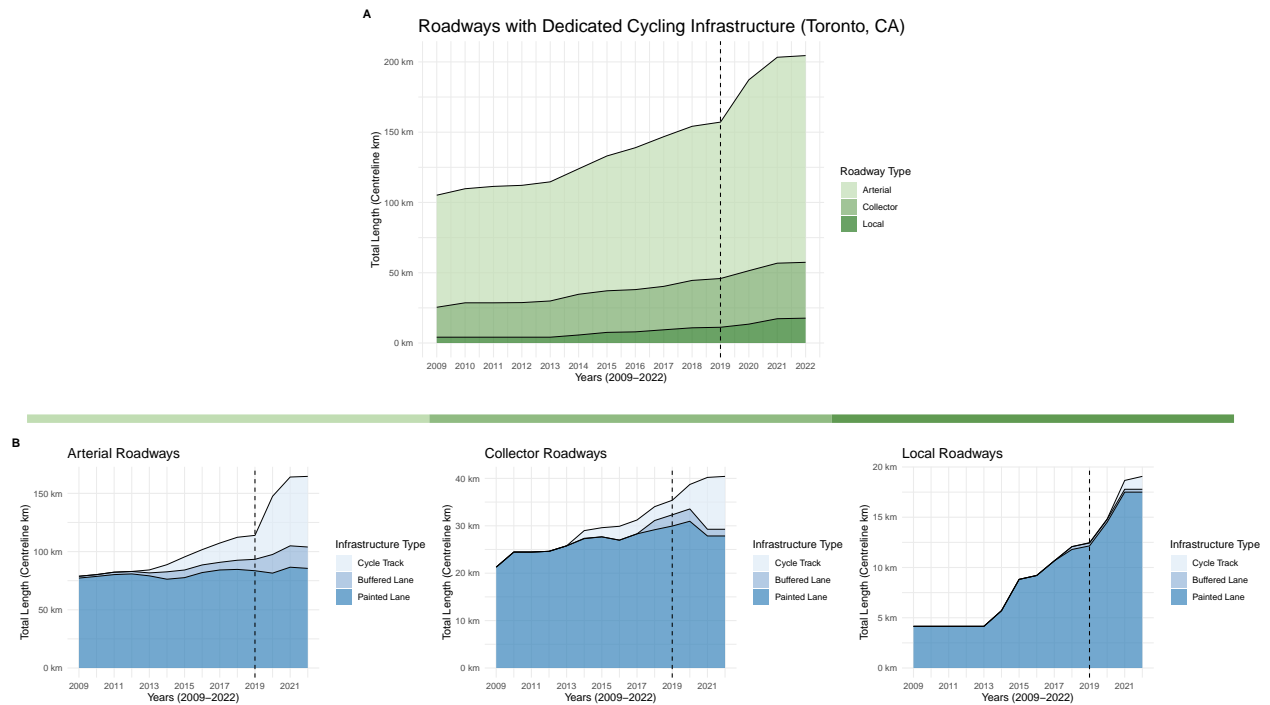 A
Roadways with Dedicated Cycling Infrastructure (Toronto, CA)
Total Length (Centreline km)
200 km
150 km
100 km
50 km
0 km
2009 2010 2011 2012 2013 2014 2015 2016 2017 2018 2019 2020 2021 2022
Years (2009–2022)
Roadway Type
Arterial
Collector
Local
B
Arterial Roadways
Total Length (Centreline km)
150 km
100 km
50 km
0 km
2009 2011 2013 2015 2017 2019 2021
Years (2009–2022)
Infrastructure Type
Cycle Track
Buffered Lane
Painted Lane
Collector Roadways
Total Length (Centreline km)
40 km
30 km
20 km
10 km
0 km
2009 2011 2013 2015 2017 2019 2021
Years (2009–2022)
Infrastructure Type
Cycle Track
Buffered Lane
Painted Lane
Local Roadways
Total Length (Centreline km)
20 km
15 km
10 km
5 km
0 km
2009 2011 2013 2015 2017 2019 2021
Years (2009–2022)
Infrastructure Type
Cycle Track
Buffered Lane
Painted Lane